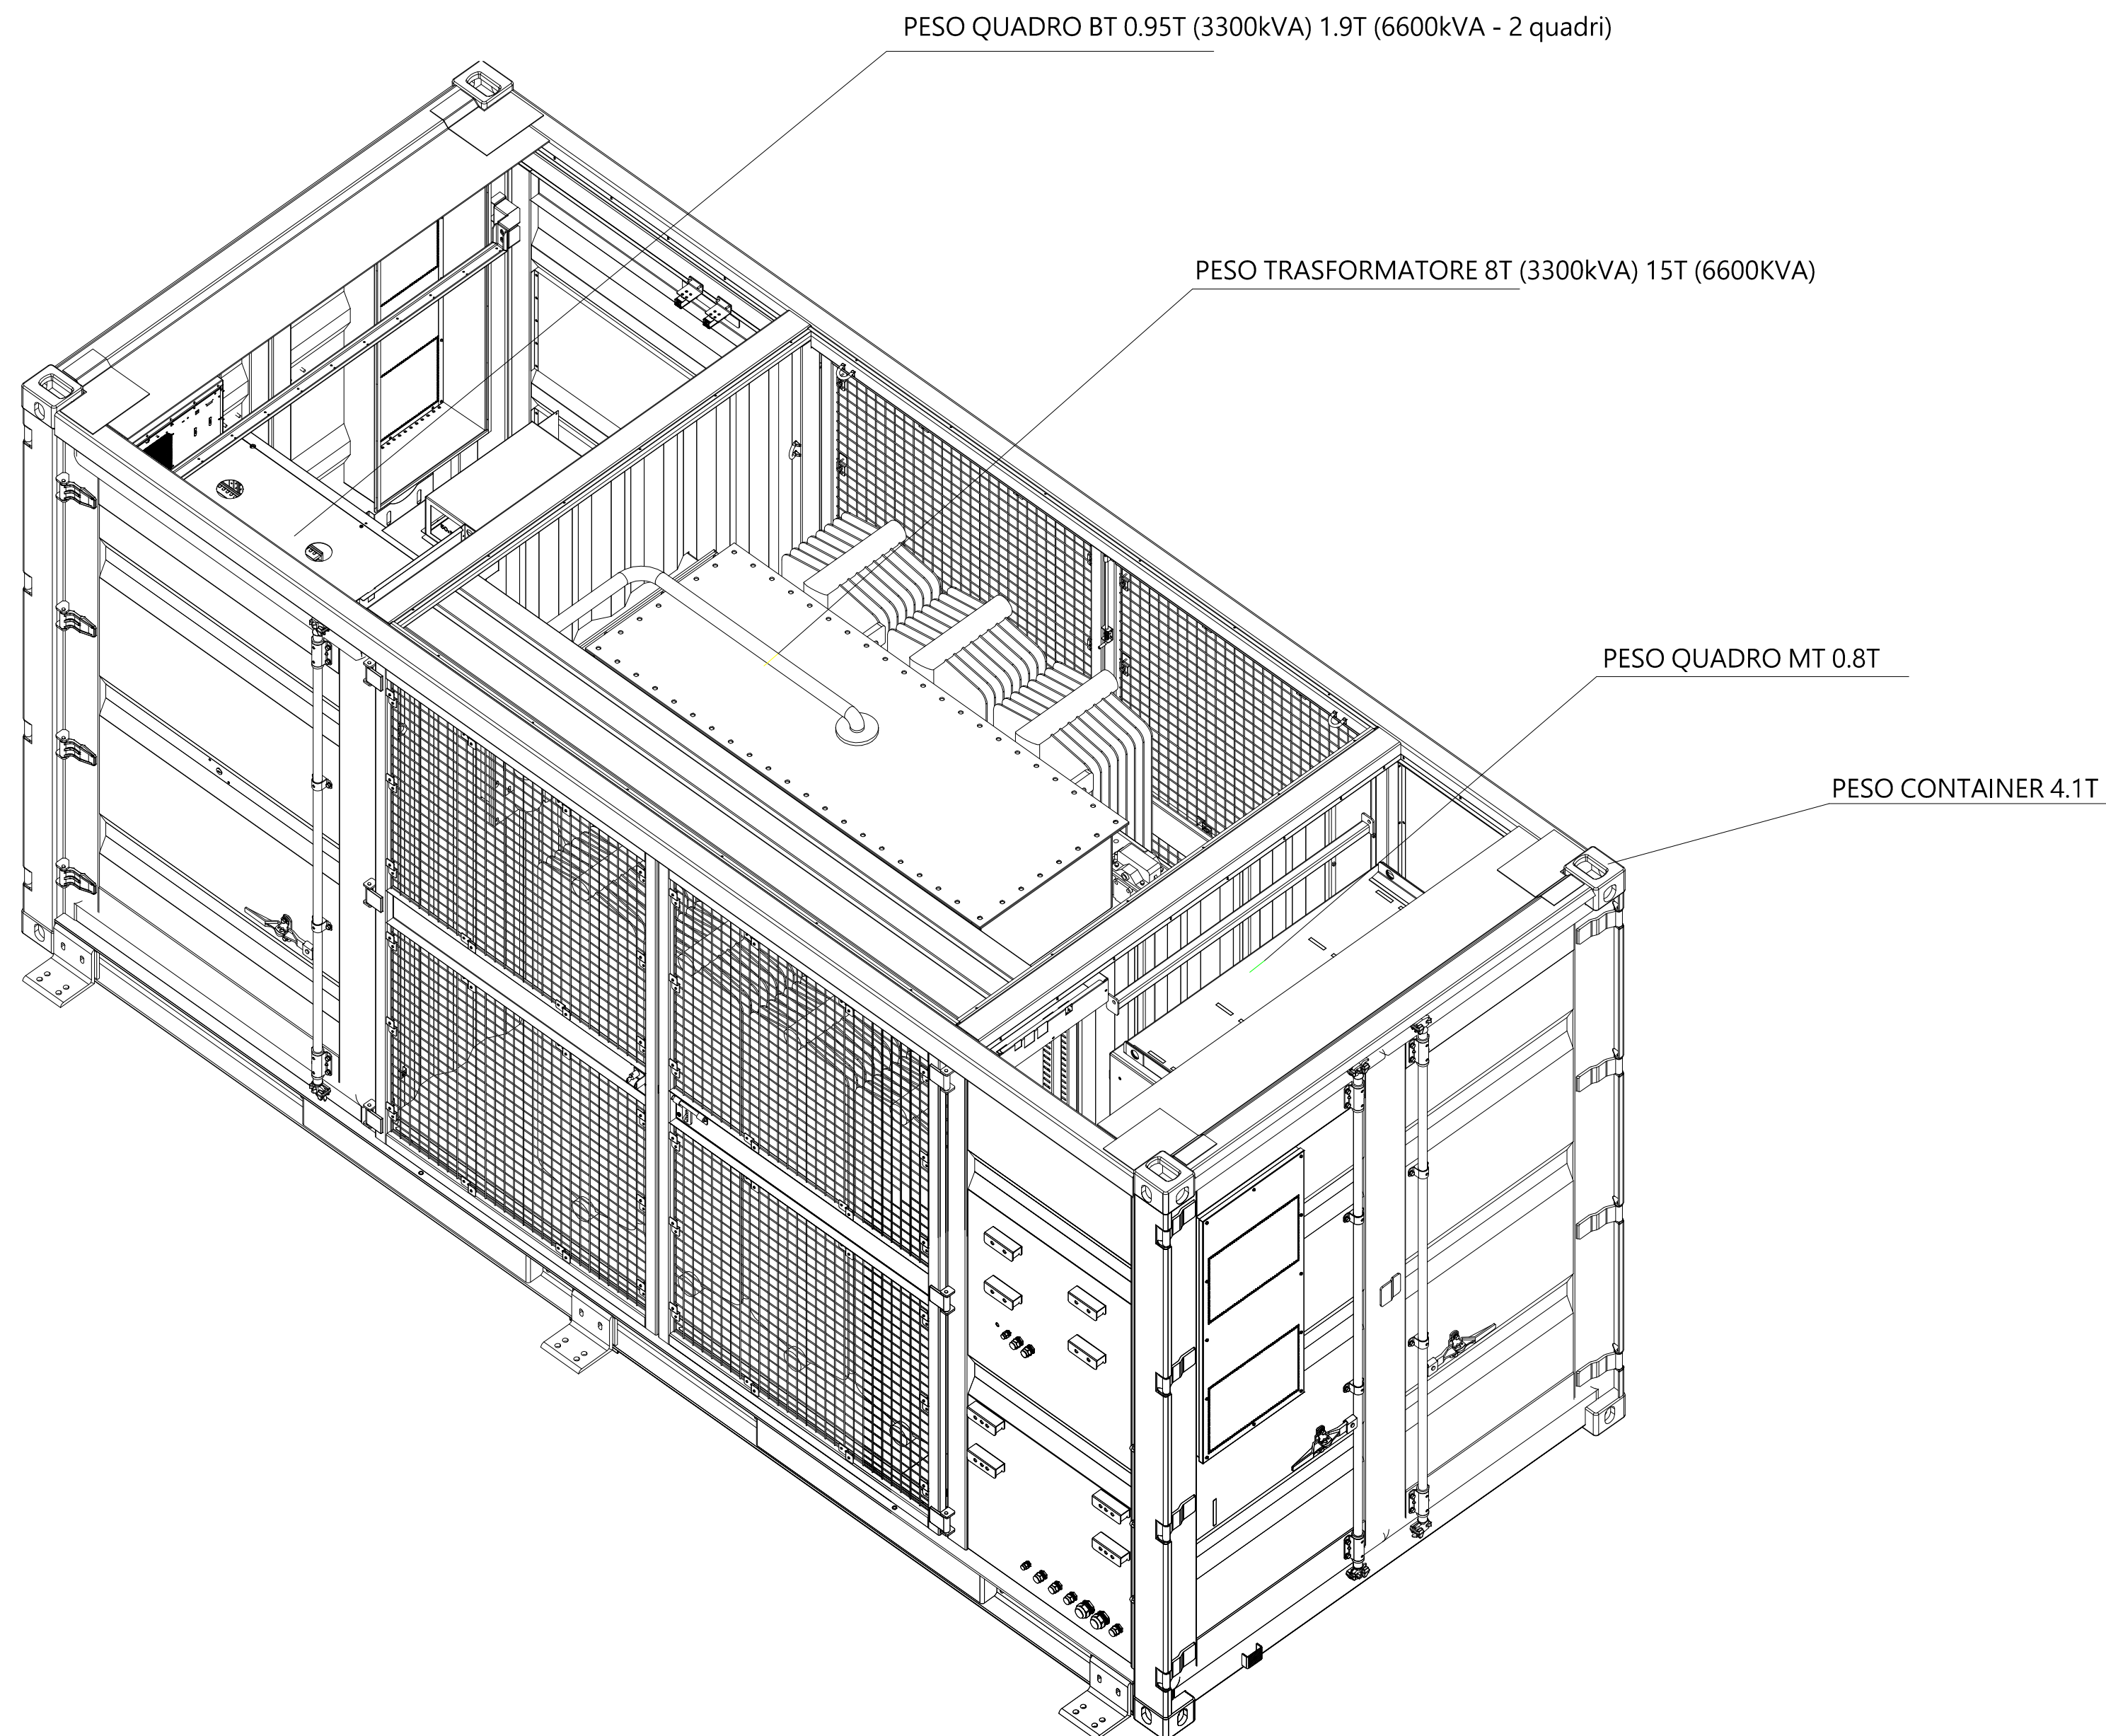 PESO QUADRO BT 0.95T (3300kVA) 1.9T (6600kVA - 2 quadri)
PESO TRASFORMATORE 8T (3300kVA) 15T (6600KVA)
PESO QUADRO MT 0.8T
PESO CONTAINER 4.1T